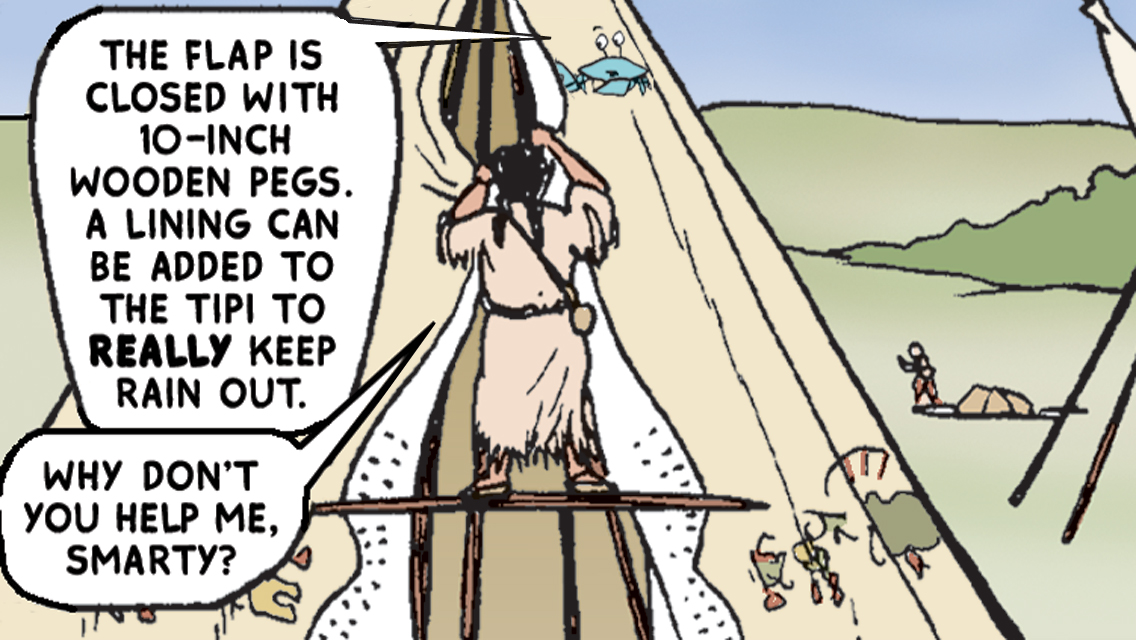 THE FLAP IS
CLOSED WITH
10-INCH
WOODEN PEGS.
A LINING CAN
BE ADDED TO
THE TIPI TO
REALLY KEEP
RAIN OUT.
WHY DON'T
YOU HELP ME,
SMARTY?